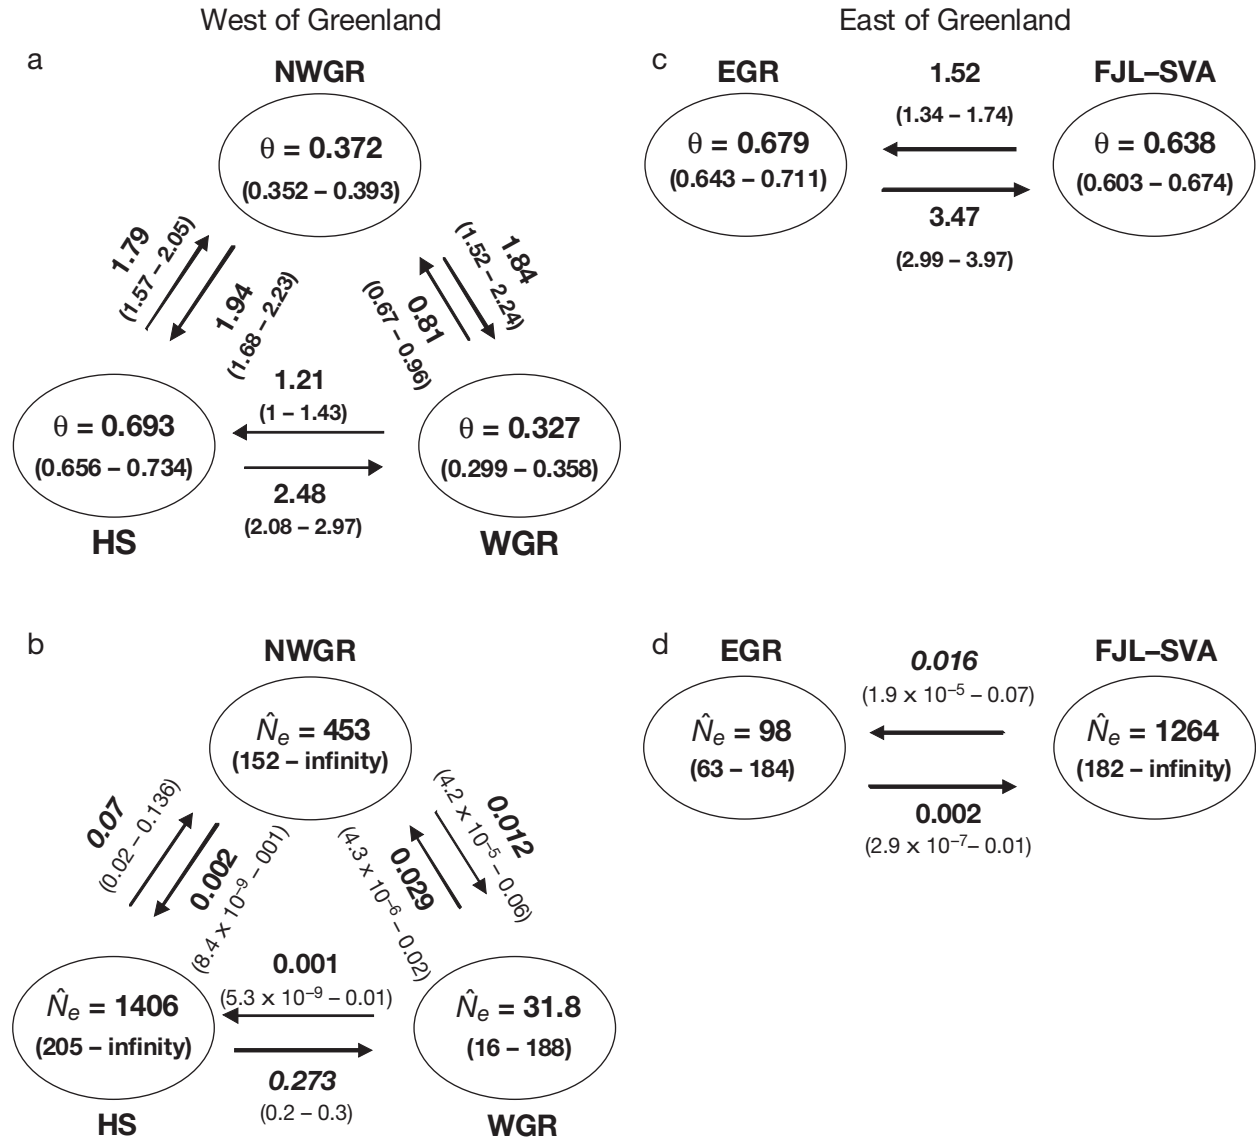 West of Greenland
East of Greenland
a
NWGR
θ = 0.372
(0.352 – 0.393)
1.79
(1.57 – 2.05)
1.94
(1.68 – 2.23)
1.84
(1.52 – 2.24)
0.81
(0.67 – 0.96)
1.21
(1 – 1.43)
θ = 0.693
(0.656 – 0.734)
HS
2.48
(2.08 – 2.97)
θ = 0.327
(0.299 – 0.358)
WGR
c
EGR
θ = 0.679
(0.643 – 0.711)
1.52
(1.34 – 1.74)
3.47
(2.99 – 3.97)
FJL–SVA
θ = 0.638
(0.603 – 0.674)
b
NWGR
N̂e = 453
(152 – infinity)
0.07
(0.02 – 0.136)
0.002
(8.4 x 10⁻⁹ – 001)
0.012
(4.2 x 10⁻⁵ – 0.06)
0.029
(4.3 x 10⁻⁶ – 0.02)
0.001
(5.3 x 10⁻⁹ – 0.01)
N̂e = 1406
(205 – infinity)
HS
0.273
(0.2 – 0.3)
N̂e = 31.8
(16 – 188)
WGR
d
EGR
N̂e = 98
(63 – 184)
0.016
(1.9 x 10⁻⁵ – 0.07)
0.002
(2.9 x 10⁻⁷– 0.01)
FJL–SVA
N̂e = 1264
(182 – infinity)